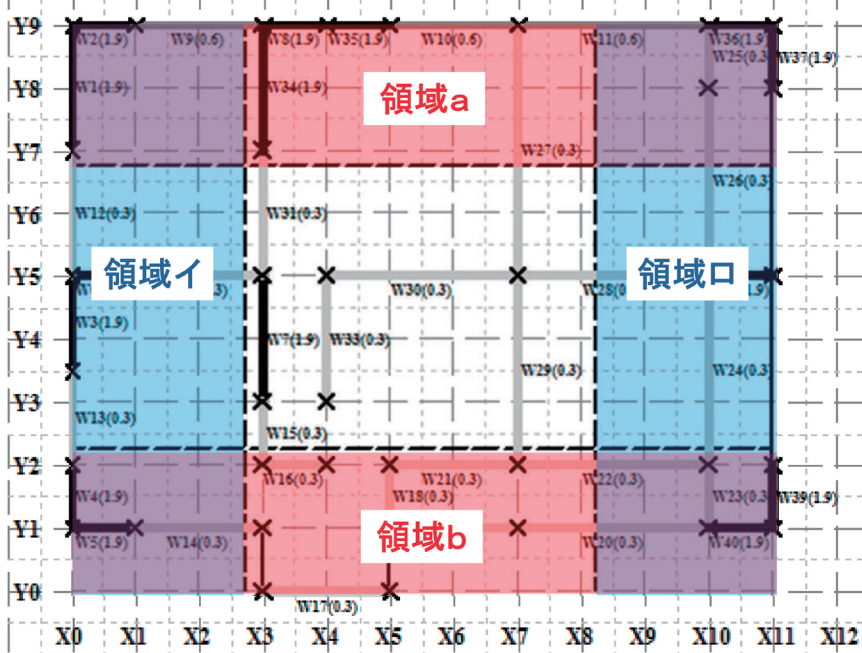 Y9
W2(1.9) W9(0.6) W8(1.9) W35(1.9) W10(0.6) W11(0.6) W36(1.9)
W25(0.3) W37(1.9)
Y8 W1(1.9) W34(1.9)
領域a
Y7 W27(0.3)
W26(0.3)
Y6 W12(0.3) W31(0.3)
Y5 領域イ 領域ロ
W30(0.3)
Y4 W3(1.9) W7(1.9) W33(0.3)
W29(0.3) W24(0.3)
Y3
W13(0.3) W15(0.3)
Y2
W16(0.3) W21(0.3) W22(0.3)
W4(1.9) W18(0.3) W23(0.3) W39(1.9)
Y1 領域b
W5(1.9) W14(0.3) W20(0.3) W40(1.9)
Y0
W17(0.3)
X0 X1 X2 X3 X4 X5 X6 X7 X8 X9 X10 X11 X12